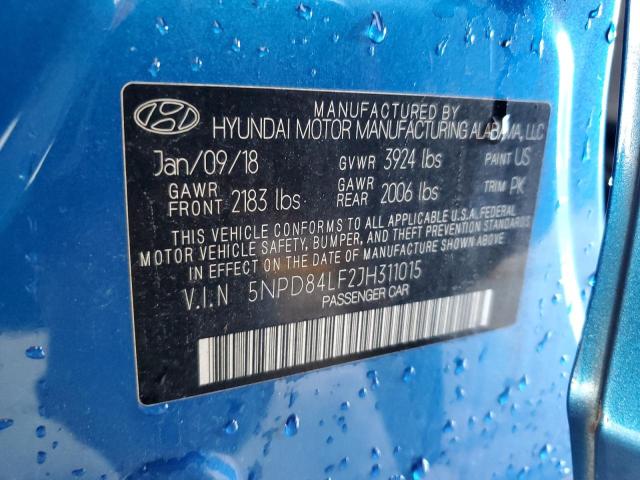 MANUFACTURED BY
HYUNDAI MOTOR MANUFACTURING ALABAMA, LLC
Jan/09/18 GVWR 3924 lbs PAINT US
GAWR FRONT 2183 lbs GAWR REAR 2006 lbs TRIM PK
THIS VEHICLE CONFORMS TO ALL APPLICABLE U.S.A. FEDERAL
MOTOR VEHICLE SAFETY, BUMPER, AND THEFT PREVENTION STANDARDS
IN EFFECT ON THE DATE OF MANUFACTURE SHOWN ABOVE.
V.I.N 5NPD84LF2JH311015
PASSENGER CAR